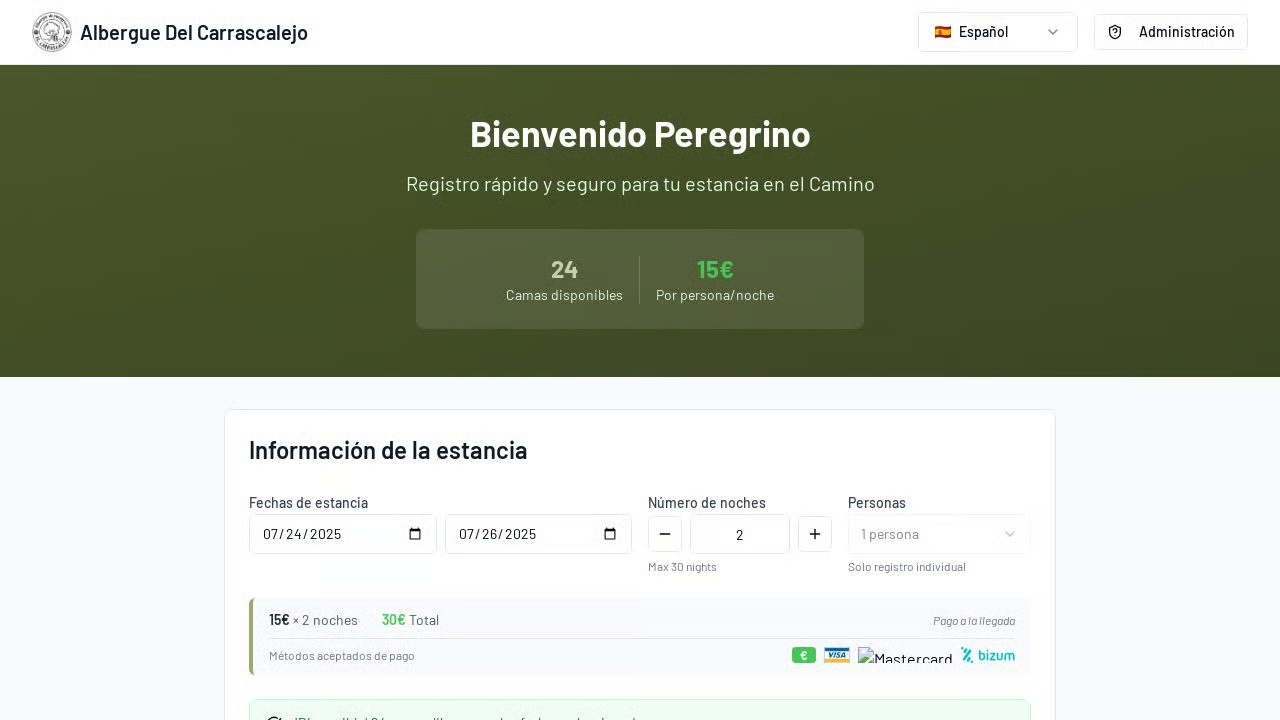 Albergue Del Carrascalejo
Español
Administración
Bienvenido Peregrino
Registro rápido y seguro para tu estancia en el Camino
24
15€
Camas disponibles
Por persona/noche
Información de la estancia
Fechas de estancia
Número de noches
Personas
07/24/2025
07/26/2025
2
1 persona
Max 30 nights
Solo registro individual
15€ × 2 noches
30€ Total
Pago a la llegada
Métodos aceptados de pago
€
VISA
Mastercard
bizum